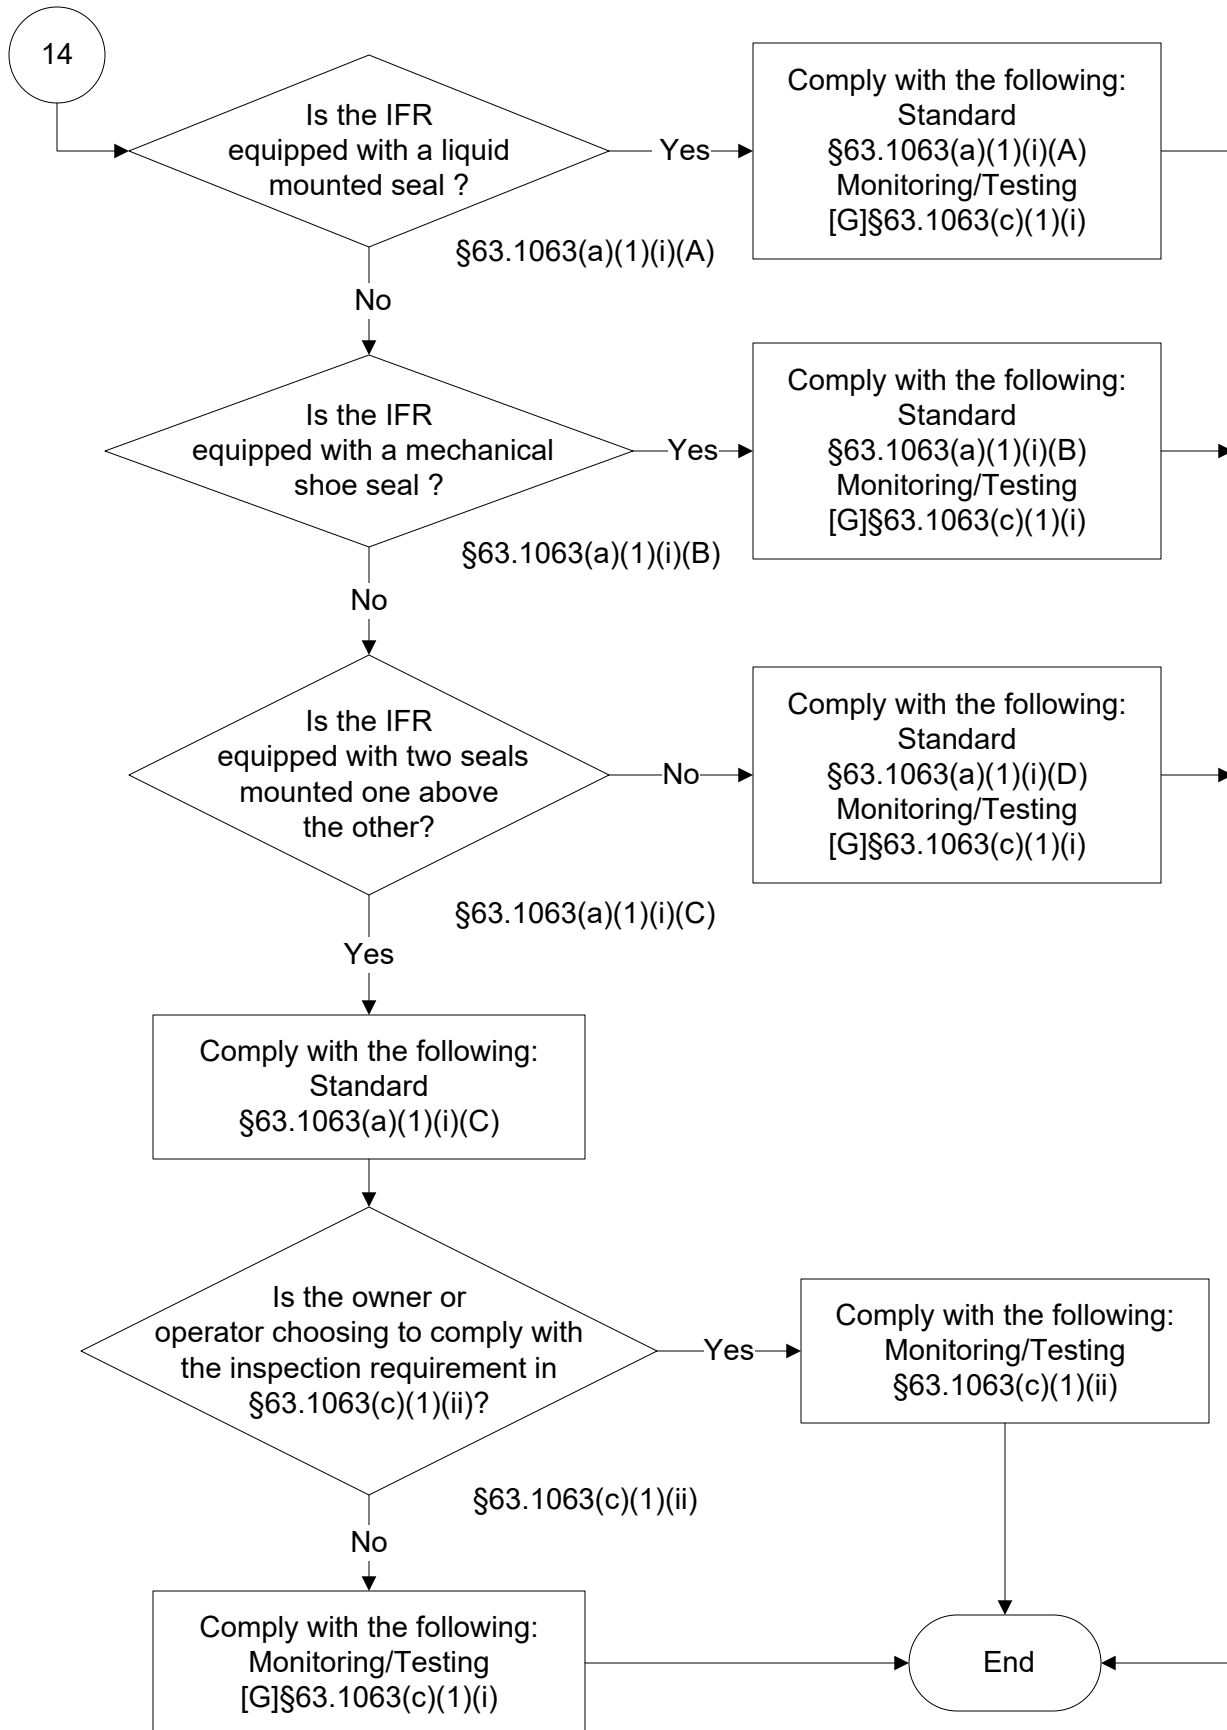 14
Is the IFR
equipped with a liquid
mounted seal ?
Yes
Comply with the following:
Standard
§63.1063(a)(1)(i)(A)
Monitoring/Testing
[G]§63.1063(c)(1)(i)
§63.1063(a)(1)(i)(A)
No
Is the IFR
equipped with a mechanical
shoe seal ?
Yes
Comply with the following:
Standard
§63.1063(a)(1)(i)(B)
Monitoring/Testing
[G]§63.1063(c)(1)(i)
§63.1063(a)(1)(i)(B)
No
Is the IFR
equipped with two seals
mounted one above
the other?
No
Comply with the following:
Standard
§63.1063(a)(1)(i)(D)
Monitoring/Testing
[G]§63.1063(c)(1)(i)
§63.1063(a)(1)(i)(C)
Yes
Comply with the following:
Standard
§63.1063(a)(1)(i)(C)
Is the owner or
operator choosing to comply with
the inspection requirement in
§63.1063(c)(1)(ii)?
Yes
Comply with the following:
Monitoring/Testing
§63.1063(c)(1)(ii)
§63.1063(c)(1)(ii)
No
Comply with the following:
Monitoring/Testing
[G]§63.1063(c)(1)(i)
End